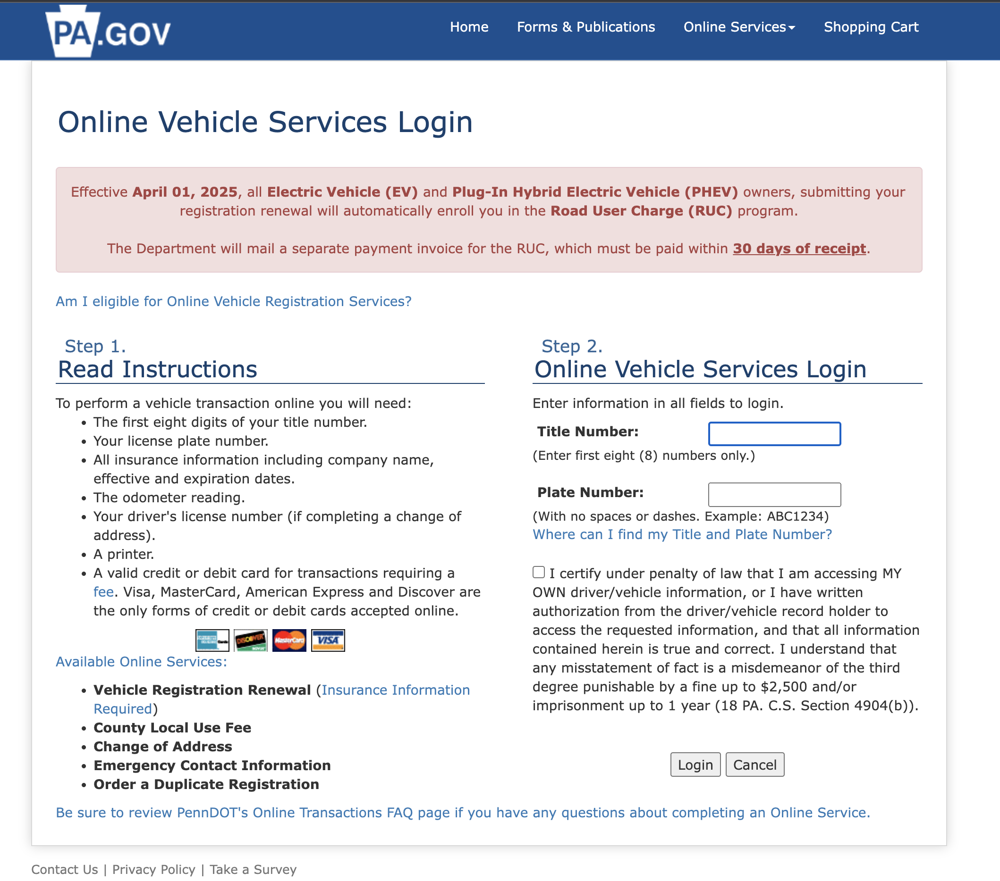 PA.GOV
Home Forms & Publications Online Services Shopping Cart
Online Vehicle Services Login
Effective April 01, 2025, all Electric Vehicle (EV) and Plug-In Hybrid Electric Vehicle (PHEV) owners, submitting your
registration renewal will automatically enroll you in the Road User Charge (RUC) program.
The Department will mail a separate payment invoice for the RUC, which must be paid within 30 days of receipt.
Am I eligible for Online Vehicle Registration Services?
Step 1.
Read Instructions
To perform a vehicle transaction online you will need:
• The first eight digits of your title number.
• Your license plate number.
• All insurance information including company name,
effective and expiration dates.
• The odometer reading.
• Your driver's license number (if completing a change of
address).
• A printer.
• A valid credit or debit card for transactions requiring a
fee. Visa, MasterCard, American Express and Discover are
the only forms of credit or debit cards accepted online.
DISCOVER MasterCard VISA
Available Online Services:
• Vehicle Registration Renewal (Insurance Information
Required)
• County Local Use Fee
• Change of Address
• Emergency Contact Information
• Order a Duplicate Registration
Step 2.
Online Vehicle Services Login
Enter information in all fields to login.
Title Number:
(Enter first eight (8) numbers only.)
Plate Number:
(With no spaces or dashes. Example: ABC1234)
Where can I find my Title and Plate Number?
I certify under penalty of law that I am accessing MY
OWN driver/vehicle information, or I have written
authorization from the driver/vehicle record holder to
access the requested information, and that all information
contained herein is true and correct. I understand that
any misstatement of fact is a misdemeanor of the third
degree punishable by a fine up to $2,500 and/or
imprisonment up to 1 year (18 PA. C.S. Section 4904(b)).
Login Cancel
Be sure to review PennDOT's Online Transactions FAQ page if you have any questions about completing an Online Service.
Contact Us | Privacy Policy | Take a Survey